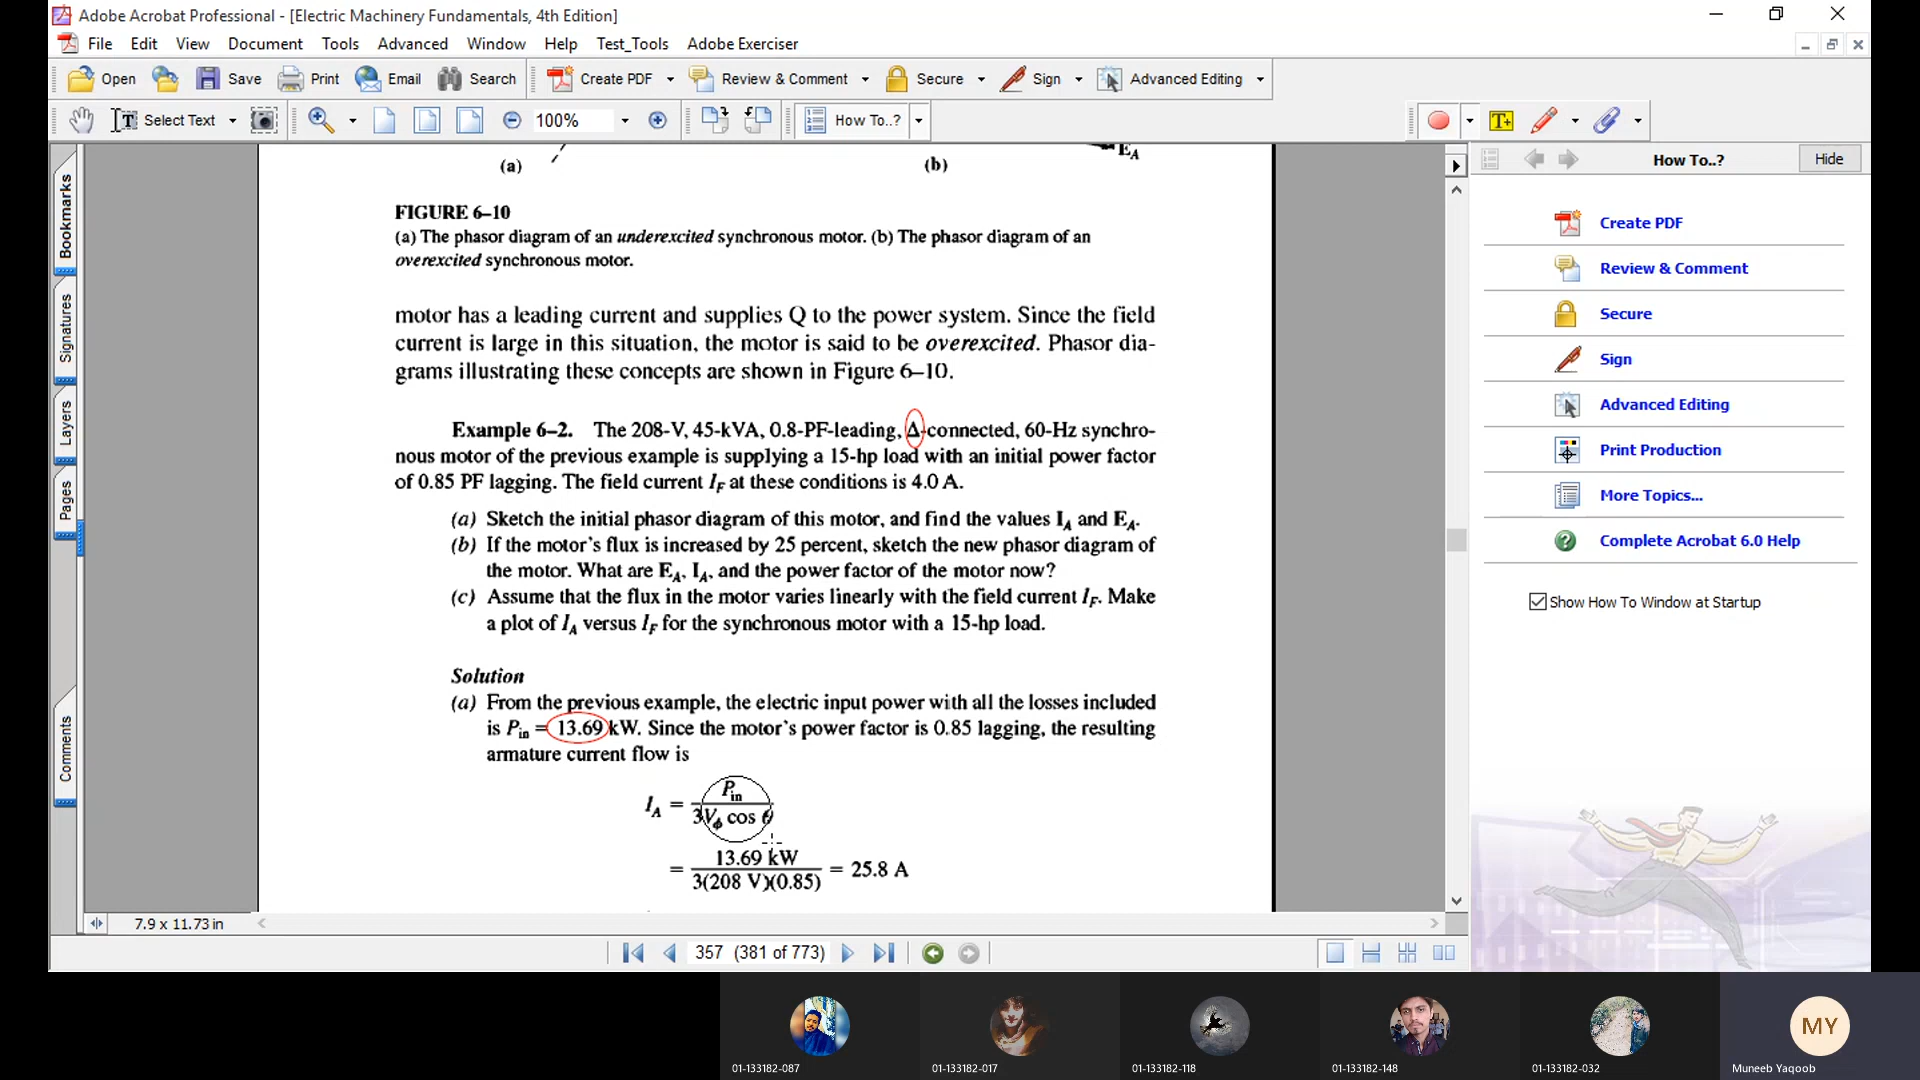 Adobe Acrobat Professional - [Electric Machinery Fundamentals, 4th Edition]
File Edit View Document Tools Advanced Window Help Test_Tools Adobe Exerciser
Open Save Print Email Search Create PDF Review & Comment Secure Sign Advanced Editing
Select Text 100% How To..?
(a) (b) E_A
How To..? Hide
Bookmarks
Signatures
Layers
Pages
Comments
FIGURE 6–10
(a) The phasor diagram of an underexcited synchronous motor. (b) The phasor diagram of an
overexcited synchronous motor.
motor has a leading current and supplies Q to the power system. Since the field
current is large in this situation, the motor is said to be overexcited. Phasor dia-
grams illustrating these concepts are shown in Figure 6–10.
Example 6–2. The 208-V, 45-kVA, 0.8-PF-leading, Δ-connected, 60-Hz synchro-
nous motor of the previous example is supplying a 15-hp load with an initial power factor
of 0.85 PF lagging. The field current I_F at these conditions is 4.0 A.
(a) Sketch the initial phasor diagram of this motor, and find the values I_A and E_A.
(b) If the motor's flux is increased by 25 percent, sketch the new phasor diagram of
the motor. What are E_A, I_A, and the power factor of the motor now?
(c) Assume that the flux in the motor varies linearly with the field current I_F. Make
a plot of I_A versus I_F for the synchronous motor with a 15-hp load.
Solution
(a) From the previous example, the electric input power with all the losses included
is P_in = 13.69 kW. Since the motor's power factor is 0.85 lagging, the resulting
armature current flow is
I_A = P_in / 3V_ϕ cos θ
= 13.69 kW / 3(208 V)(0.85) = 25.8 A
Create PDF
Review & Comment
Secure
Sign
Advanced Editing
Print Production
More Topics...
Complete Acrobat 6.0 Help
Show How To Window at Startup
7.9 x 11.73 in
357 (381 of 773)
MY
01-133182-087 01-133182-017 01-133182-118 01-133182-148 01-133182-032 Muneeb Yaqoob